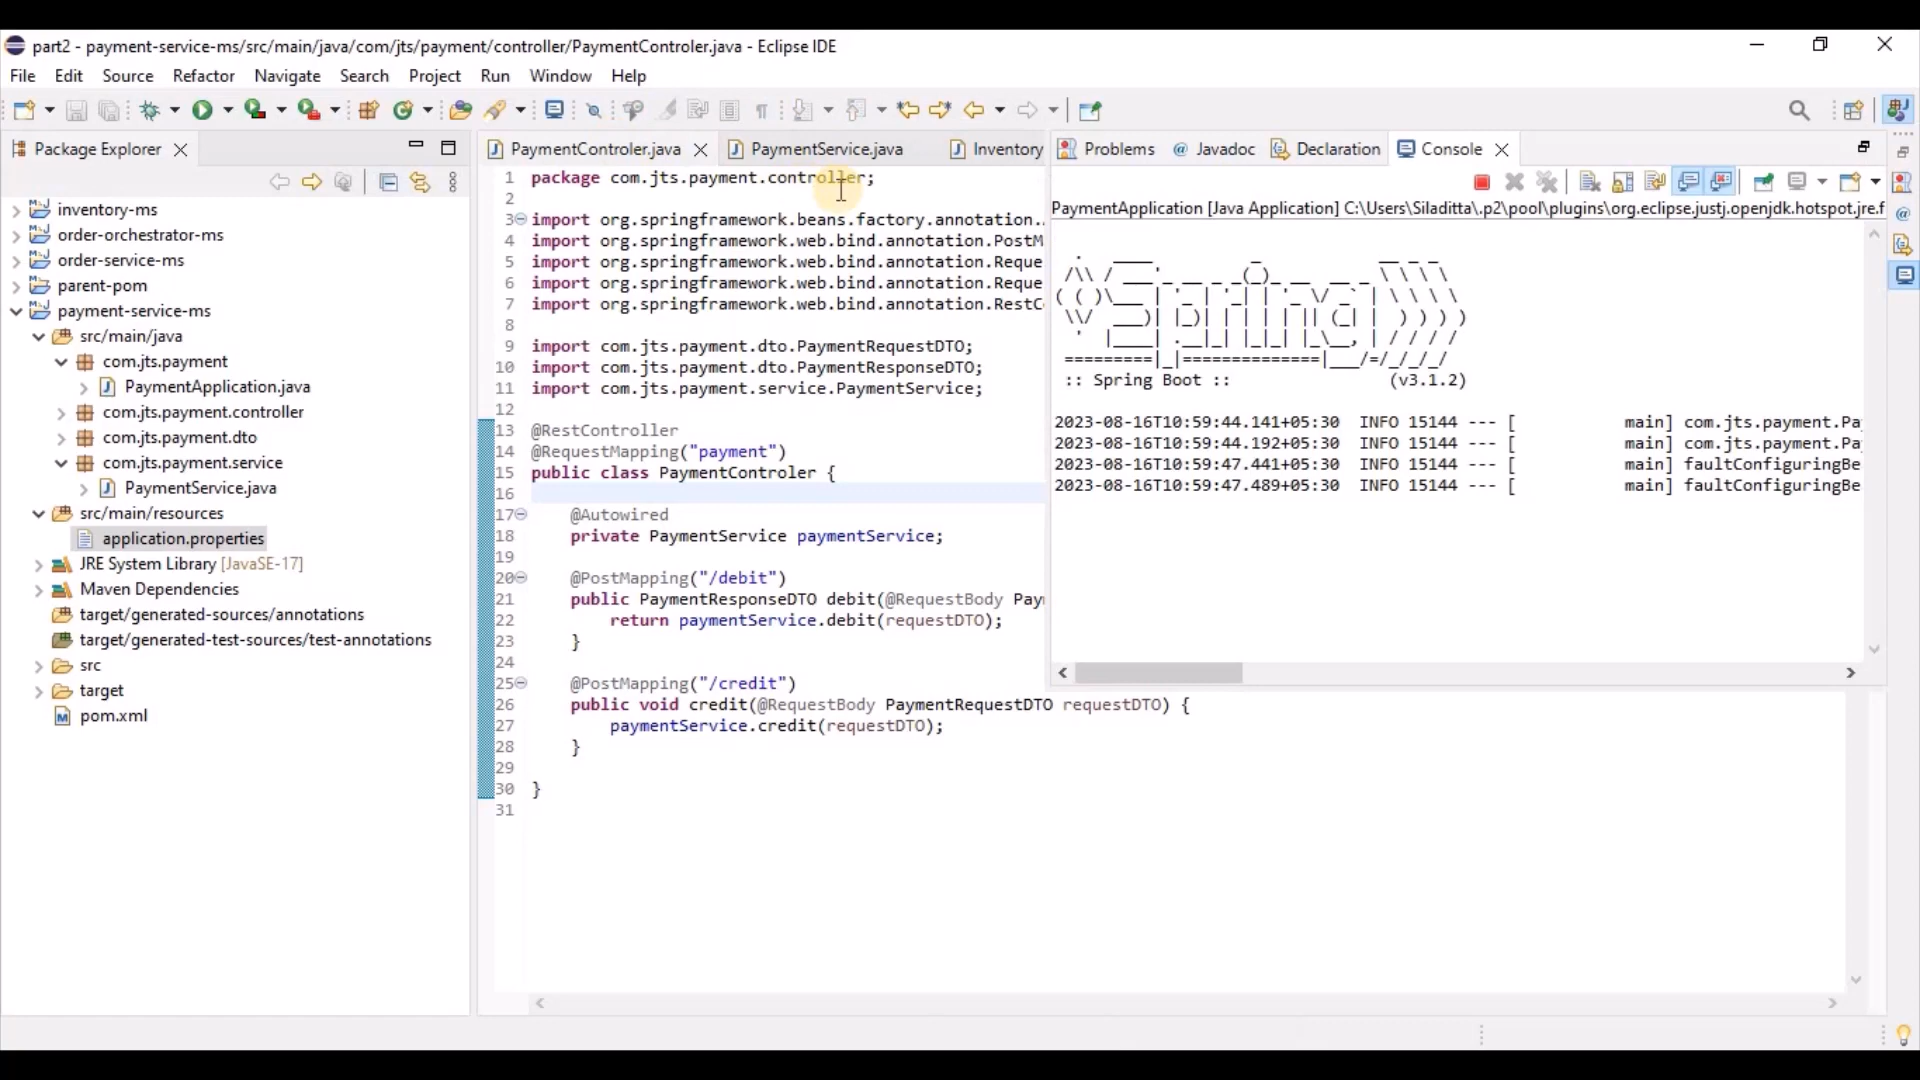 part2 - payment-service-ms/src/main/java/com/jts/payment/controller/PaymentControler.java - Eclipse IDE
File Edit Source Refactor Navigate Search Project Run Window Help
Package Explorer
inventory-ms
order-orchestrator-ms
order-service-ms
parent-pom
payment-service-ms
src/main/java
com.jts.payment
PaymentApplication.java
com.jts.payment.controller
com.jts.payment.dto
com.jts.payment.service
PaymentService.java
src/main/resources
application.properties
JRE System Library [JavaSE-17]
Maven Dependencies
target/generated-sources/annotations
target/generated-test-sources/test-annotations
src
target
pom.xml
PaymentControler.java PaymentService.java Inventory
1 package com.jts.payment.controller;
2
3 import org.springframework.beans.factory.annotation.
4 import org.springframework.web.bind.annotation.PostM
5 import org.springframework.web.bind.annotation.Reque
6 import org.springframework.web.bind.annotation.Reque
7 import org.springframework.web.bind.annotation.RestC
8
9 import com.jts.payment.dto.PaymentRequestDTO;
10 import com.jts.payment.dto.PaymentResponseDTO;
11 import com.jts.payment.service.PaymentService;
12
13 @RestController
14 @RequestMapping("payment")
15 public class PaymentControler {
16
17 @Autowired
18 private PaymentService paymentService;
19
20 @PostMapping("/debit")
21 public PaymentResponseDTO debit(@RequestBody Pay
22 return paymentService.debit(requestDTO);
23 }
24
25 @PostMapping("/credit")
26 public void credit(@RequestBody PaymentRequestDTO requestDTO) {
27 paymentService.credit(requestDTO);
28 }
29
30 }
31
Problems Javadoc Declaration Console
PaymentApplication [Java Application] C:\Users\Siladitta\.p2\pool\plugins\org.eclipse.justj.openjdk.hotspot.jre.f
Spring
:: Spring Boot :: (v3.1.2)
2023-08-16T10:59:44.141+05:30 INFO 15144 --- [ main] com.jts.payment.Pa
2023-08-16T10:59:44.192+05:30 INFO 15144 --- [ main] com.jts.payment.Pa
2023-08-16T10:59:47.441+05:30 INFO 15144 --- [ main] faultConfiguringBe
2023-08-16T10:59:47.489+05:30 INFO 15144 --- [ main] faultConfiguringBe